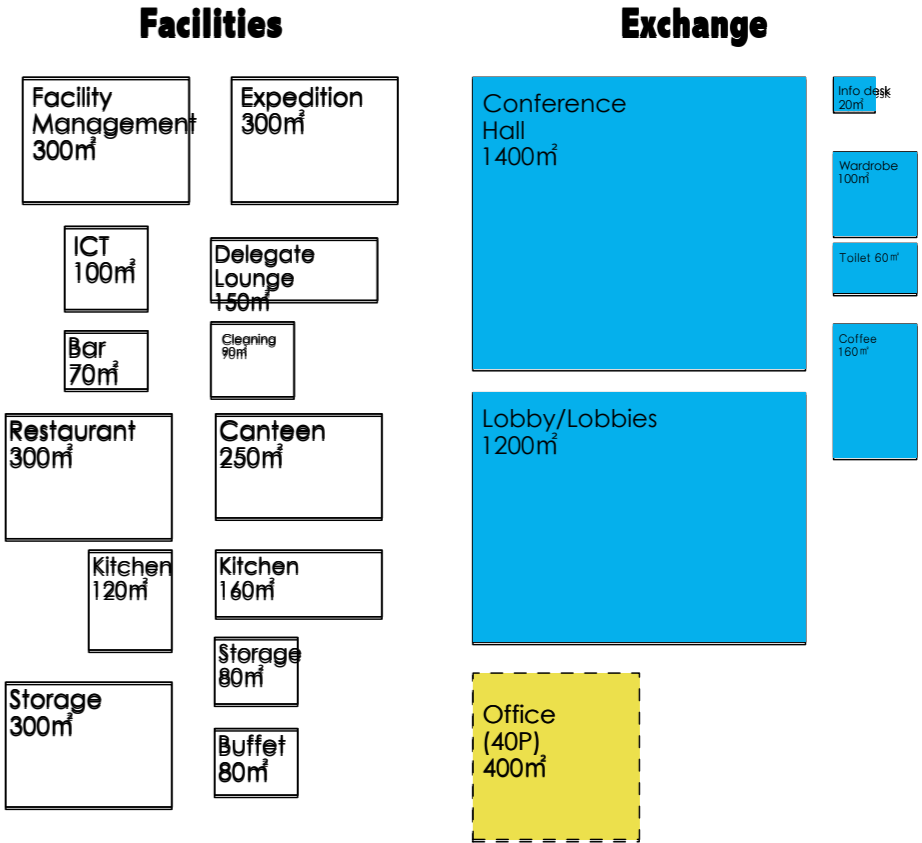 Facilities
Facility
Management
300㎡
Expedition
300㎡
ICT
100㎡
Delegate
Lounge
150㎡
Bar
70㎡
Cleaning
90㎡
Restaurant
300㎡
Canteen
250㎡
Kitchen
120㎡
Kitchen
160㎡
Storage
80㎡
Storage
300㎡
Buffet
80㎡
Exchange
Conference
Hall
1400㎡
Info desk
20㎡
Wardrobe
100㎡
Toilet 60㎡
Coffee
160㎡
Lobby/Lobbies
1200㎡
Office
(40P)
400㎡